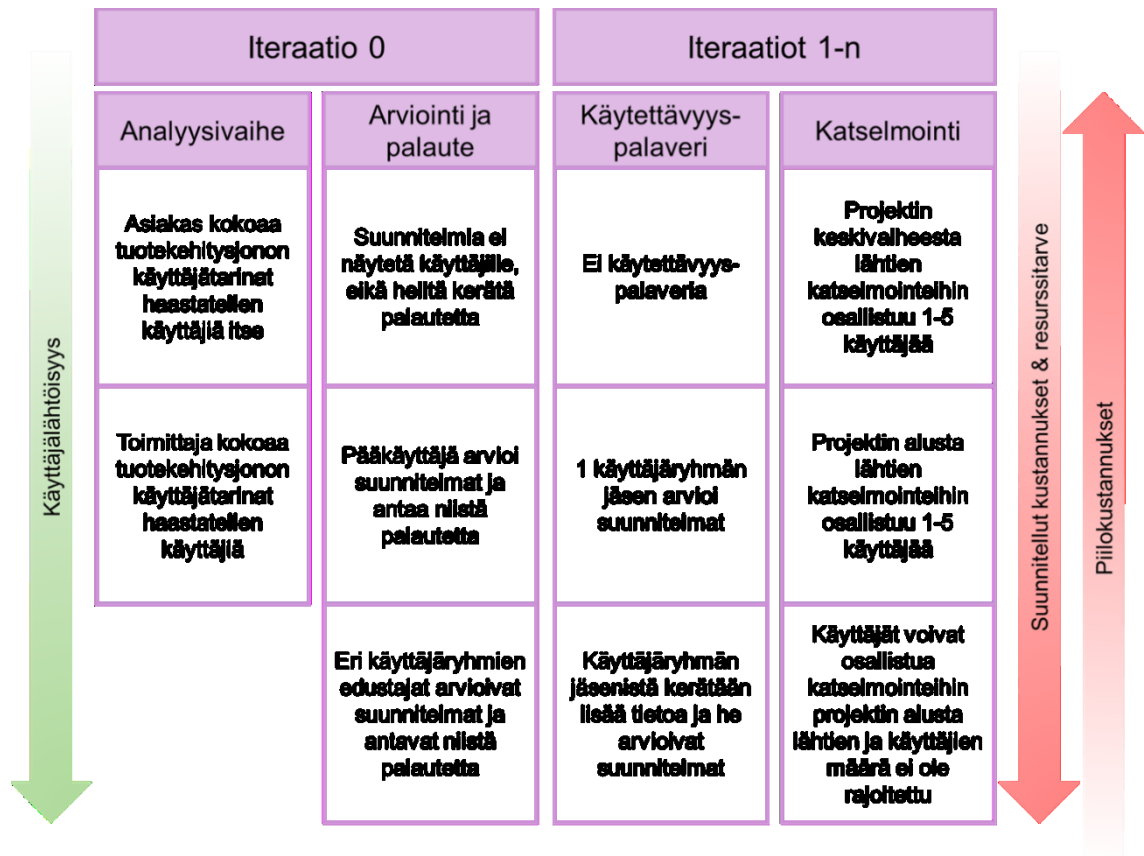 Iteraatio 0
Iteraatiot 1-n
Analyysivaihe
Arviointi ja
palaute
Käytettävyys-
palaveri
Katselmointi
Asiakas kokoaa
tuotekehitysjonon
käyttäjätarinat
haastatellen
käyttäjiä itse
Suunnitelmia ei
näytetä käyttäjille,
eikä heiltä kerätä
palautetta
Ei käytettävyys-
palaveria
Projektin
keskivaiheesta
lähtien
katselmointeihin
osallistuu 1-5
käyttäjää
Toimittaja kokoaa
tuotekehitysjonon
käyttäjätarinat
haastatellen
käyttäjiä
Pääkäyttäjä arvioi
suunnitelmat ja
antaa niistä
palautetta
1 käyttäjäryhmän
jäsen arvioi
suunnitelmat
Projektin alusta
lähtien
katselmointeihin
osallistuu 1-5
käyttäjää
Eri käyttäjäryhmien
edustajat arvioivat
suunnitelmat ja
antavat niistä
palautetta
Käyttäjäryhmän
jäsenistä kerätään
lisää tietoa ja he
arvioivat
suunnitelmat
Käyttäjät voivat
osallistua
katselmointeihin
projektin alusta
lähtien ja käyttäjien
määrä ei ole
rajoitettu
Käyttäjälähtöisyys
Suunnitellut kustannukset & resurssitarve
Piilokustannukset